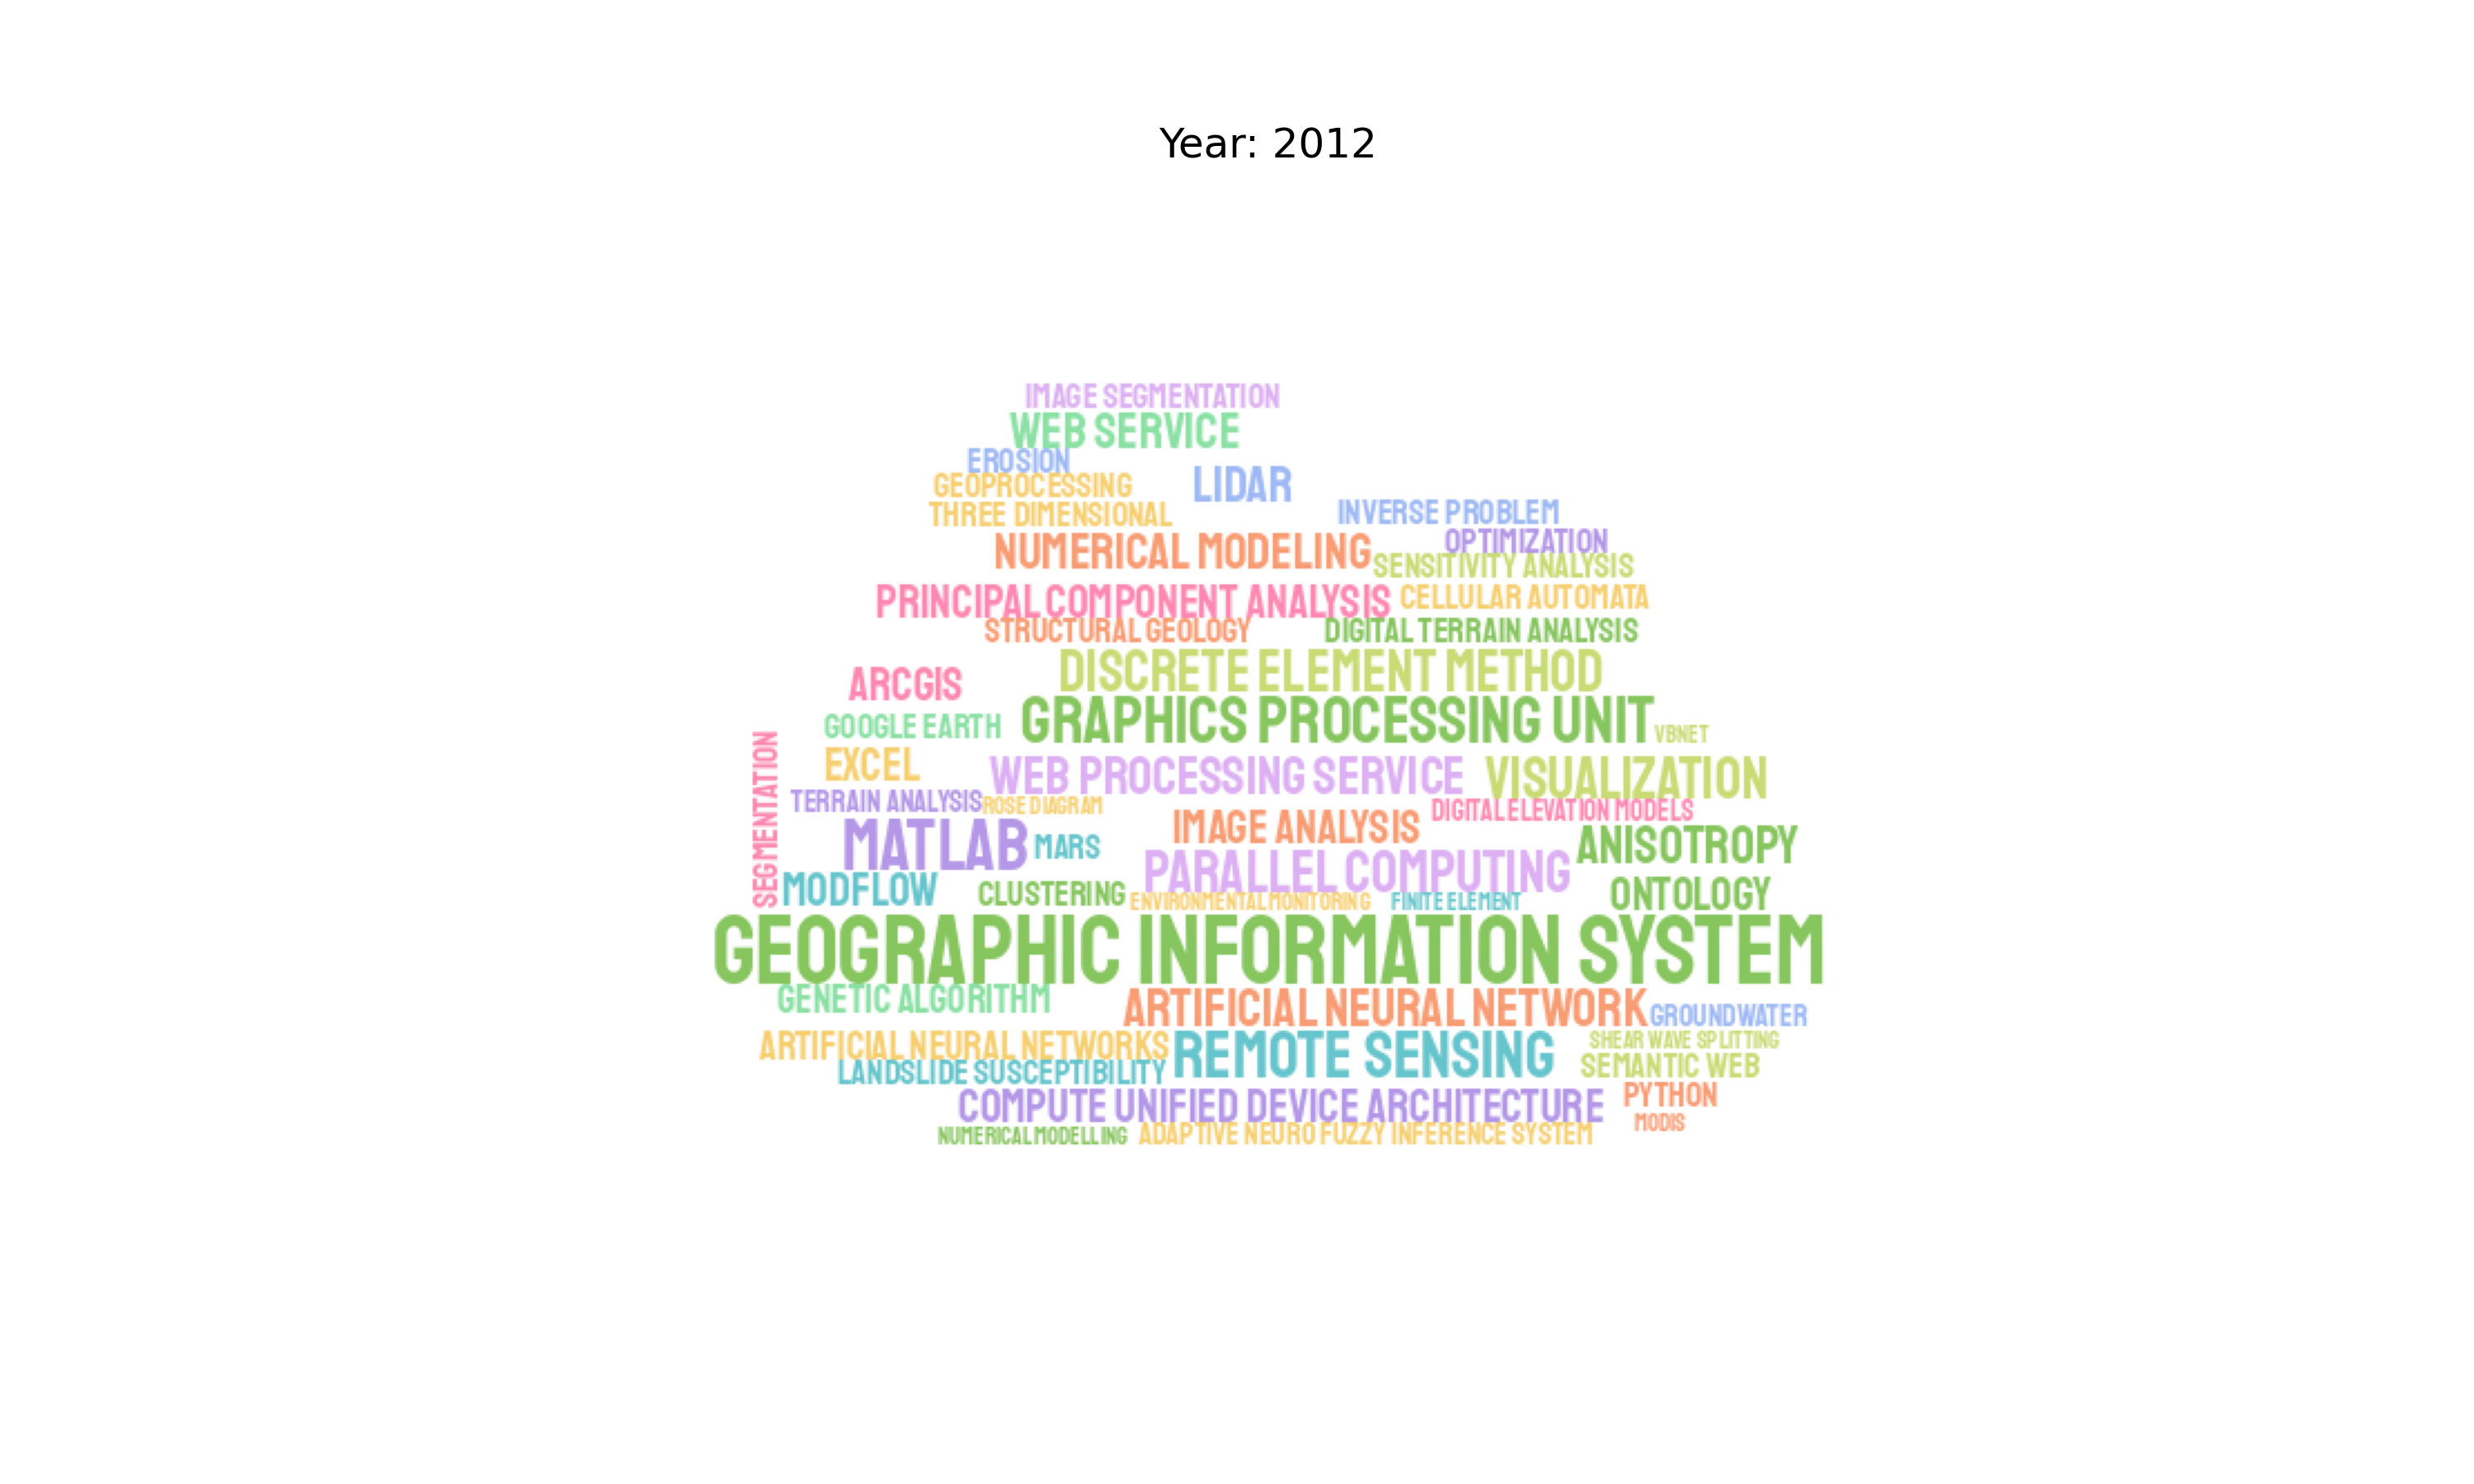 Year: 2012
IMAGE SEGMENTATION
WEB SERVICE
EROSION
GEOPROCESSING
LIDAR
THREE DIMENSIONAL
INVERSE PROBLEM
NUMERICAL MODELING
OPTIMIZATION
SENSITIVITY ANALYSIS
PRINCIPAL COMPONENT ANALYSIS
CELLULAR AUTOMATA
STRUCTURAL GEOLOGY
DIGITAL TERRAIN ANALYSIS
DISCRETE ELEMENT METHOD
ARCGIS
GRAPHICS PROCESSING UNIT
GOOGLE EARTH
VBNET
SEGMENTATION
EXCEL
WEB PROCESSING SERVICE
VISUALIZATION
TERRAIN ANALYSIS
ROSE DIAGRAM
DIGITAL ELEVATION MODELS
MATLAB
MARS
IMAGE ANALYSIS
ANISOTROPY
PARALLEL COMPUTING
MODFLOW
CLUSTERING
ENVIRONMENTAL MONITORING
FINITE ELEMENT
ONTOLOGY
GEOGRAPHIC INFORMATION SYSTEM
GENETIC ALGORITHM
ARTIFICIAL NEURAL NETWORK
GROUNDWATER
ARTIFICIAL NEURAL NETWORKS
REMOTE SENSING
SHEAR WAVE SPLITTING
LANDSLIDE SUSCEPTIBILITY
SEMANTIC WEB
COMPUTE UNIFIED DEVICE ARCHITECTURE
PYTHON
MODIS
NUMERICAL MODELLING
ADAPTIVE NEURO FUZZY INFERENCE SYSTEM